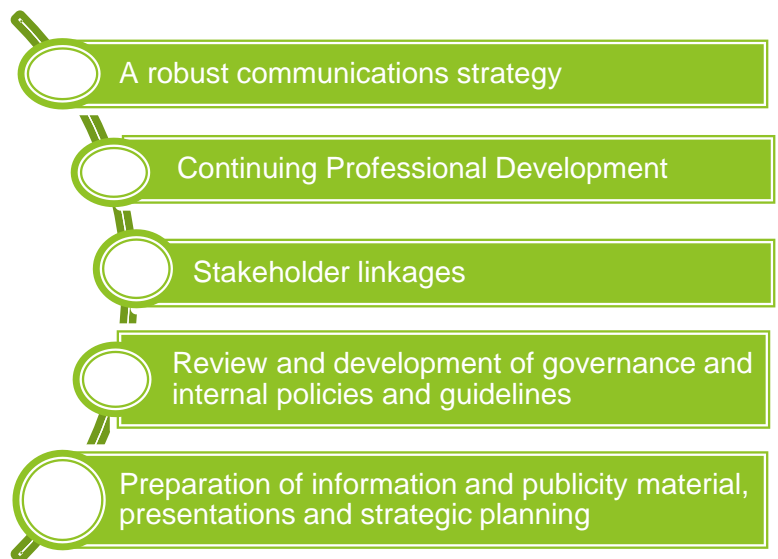 A robust communications strategy
Continuing Professional Development
Stakeholder linkages
Review and development of governance and
internal policies and guidelines
Preparation of information and publicity material,
presentations and strategic planning